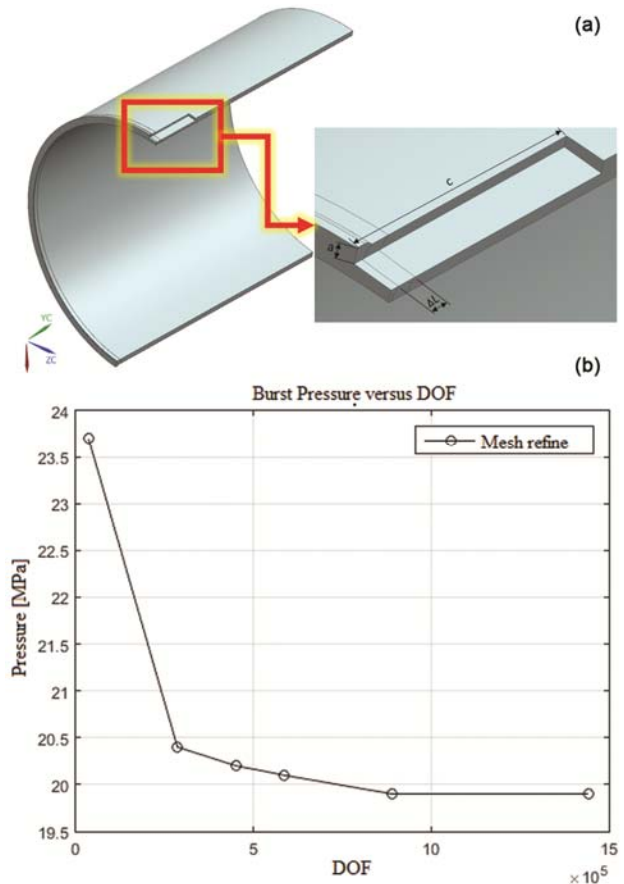 (a)
c
a
ΔL
YC
ZC
(b)
Burst Pressure versus DOF
24
23.5
23
22.5
22
21.5
21
20.5
20
19.5
Pressure [MPa]
Mesh refine
0
5
10
15
DOF
× 10⁵